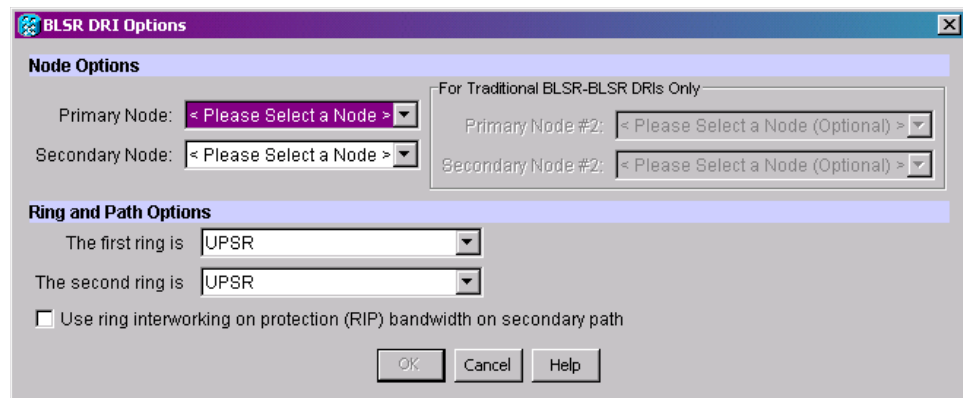 BLSR DRI Options
Node Options
For Traditional BLSR-BLSR DRIs Only
Primary Node: < Please Select a Node >
Primary Node #2: < Please Select a Node (Optional) >
Secondary Node: < Please Select a Node >
Secondary Node #2: < Please Select a Node (Optional) >
Ring and Path Options
The first ring is UPSR
The second ring is UPSR
Use ring interworking on protection (RIP) bandwidth on secondary path
OK Cancel Help